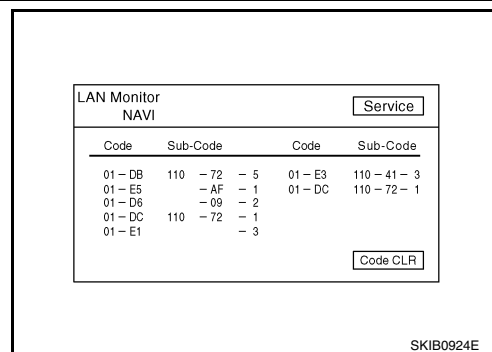 LAN Monitor
NAVI
Service
Code Sub-Code Code Sub-Code
01 – DB 110 – 72 – 5 01 – E3 110 – 41 – 3
01 – E5 – AF – 1 01 – DC 110 – 72 – 1
01 – D6 – 09 – 2
01 – DC 110 – 72 – 1
01 – E1 – 3
Code CLR
SKIB0924E